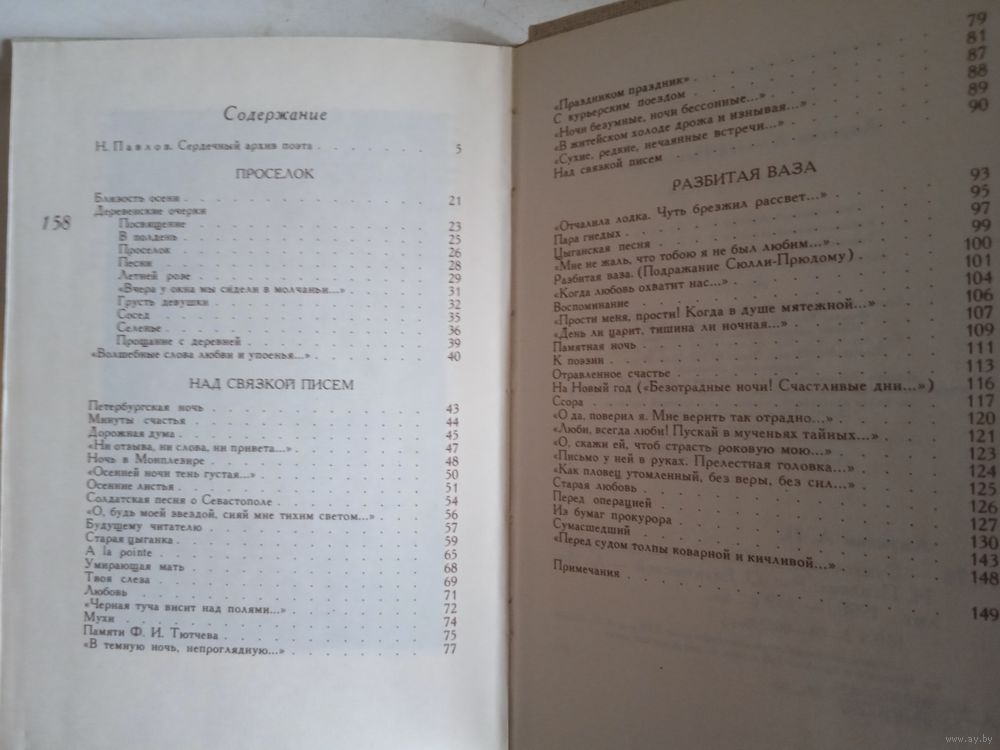 Содержание
Н. Павлов. Сердечный архив поэта . . . . . 5
ПРОСЕЛОК
Близость осени . . . . . 21
Деревенские очерки
158
Посвящение . . . . . 23
В полдень . . . . . 25
Проселок . . . . . 26
Песни . . . . . 28
Летней розе . . . . . 29
«Вчера у окна мы сидели в молчаньи...» . . . . . 31
Грусть девушки . . . . . 32
Сосед . . . . . 35
Селенье . . . . . 36
Прощание с деревней . . . . . 39
«Волшебные слова любви и упоенья...» . . . . . 40
НАД СВЯЗКОЙ ПИСЕМ
Петербургская ночь . . . . . 43
Минуты счастья . . . . . 44
Дорожная дума . . . . . 45
«Ни отзыва, ни слова, ни привета...» . . . . . 47
Ночь в Монплезире . . . . . 48
«Осенней ночи тень густая...» . . . . . 50
Осенние листья . . . . . 51
Солдатская песня о Севастополе . . . . . 54
«О, будь моей звездой, сияй мне тихим светом...» . . . . . 56
Будущему читателю . . . . . 57
Старая цыганка . . . . . 59
A la pointe . . . . . 65
Умирающая мать . . . . . 68
Твоя слеза . . . . . 69
Любовь . . . . . 71
«Черная туча висит над полями...» . . . . . 72
Мухи . . . . . 74
Памяти Ф. И. Тютчева . . . . . 75
«В темную ночь, непроглядную...» . . . . . 77
«Праздником праздник» . . . . . 79
С курьерским поездом . . . . . 81
«Ночи безумные, ночи бессонные...» . . . . . 87
«В житейском холоде дрожа и изнывая...» . . . . . 88
«Сухие, редкие, нечаянные встречи...» . . . . . 89
Над связкой писем . . . . . 90
РАЗБИТАЯ ВАЗА
«Отчалила лодка. Чуть брезжил рассвет...» . . . . . 93
Пара гнедых . . . . . 95
Цыганская песня . . . . . 97
«Мне не жаль, что тобою я не был любим...» . . . . . 99
Разбитая ваза. (Подражание Сюлли-Прюдому) . . . . . 100
«Когда любовь охватит нас...» . . . . . 101
Воспоминание . . . . . 104
«Прости меня, прости! Когда в душе мятежной...» . . . . . 106
«День ли царит, тишина ли ночная...» . . . . . 107
Памятная ночь . . . . . 109
К поэзии . . . . . 111
Отравленное счастье . . . . . 113
На Новый год («Безотрадные ночи! Счастливые дни...») . . . . . 116
Ссора . . . . . 117
«О да, поверил я. Мне верить так отрадно...» . . . . . 120
«Люби, всегда люби! Пускай в мученьях тайных...» . . . . . 121
«О, скажи ей, чтоб страсть роковую мою...» . . . . . 123
«Письмо у ней в руках. Прелестная головка...» . . . . . 124
«Как пловец утомленный, без веры, без сил...» . . . . . 125
Старая любовь . . . . . 126
Перед операцией . . . . . 127
Из бумаг прокурора . . . . . 130
Сумасшедший . . . . . 143
«Перед судом толпы коварной и кичливой...» . . . . . 148
Примечания . . . . . 149
www.ay.by